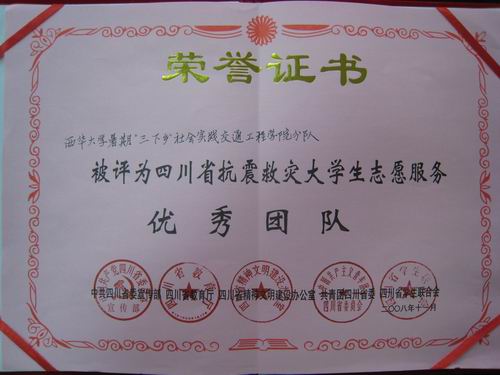 荣誉证书
西华大学暑期“三下乡”社会实践交通工程学院分队
被评为四川省抗震救灾大学生志愿服务
优秀团队
中共四川省委宣传部 四川省教育厅 四川省精神文明建设办公室 共青团四川省委 四川省学生联合会
二〇〇八年十一月